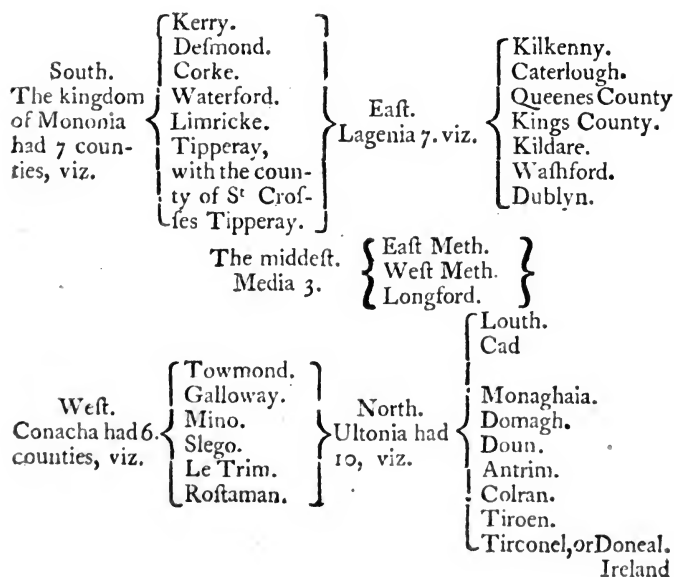 South.
The kingdom
of Mononia
had 7 coun-
ties, viz.
Kerry.
Deſmond.
Corke.
Waterford.
Limricke.
Tipperay,
with the coun-
ty of Sᵗ Croſ-
ſes Tipperay.
Eaſt.
Lagenia 7. viz.
Kilkenny.
Caterlough.
Queenes County
Kings County.
Kildare.
Waſhford.
Dublyn.
The middeſt.
Media 3.
Eaſt Meth.
Weſt Meth.
Longford.
Weſt.
Conacha had 6.
counties, viz.
Towmond.
Galloway.
Mino.
Slego.
Le Trim.
Roſtaman.
North.
Ultonia had
10, viz.
Louth.
Cad
Monaghaia.
Domagh.
Doun.
Antrim.
Colran.
Tiroen.
Tirconel, or Doneal.
Ireland